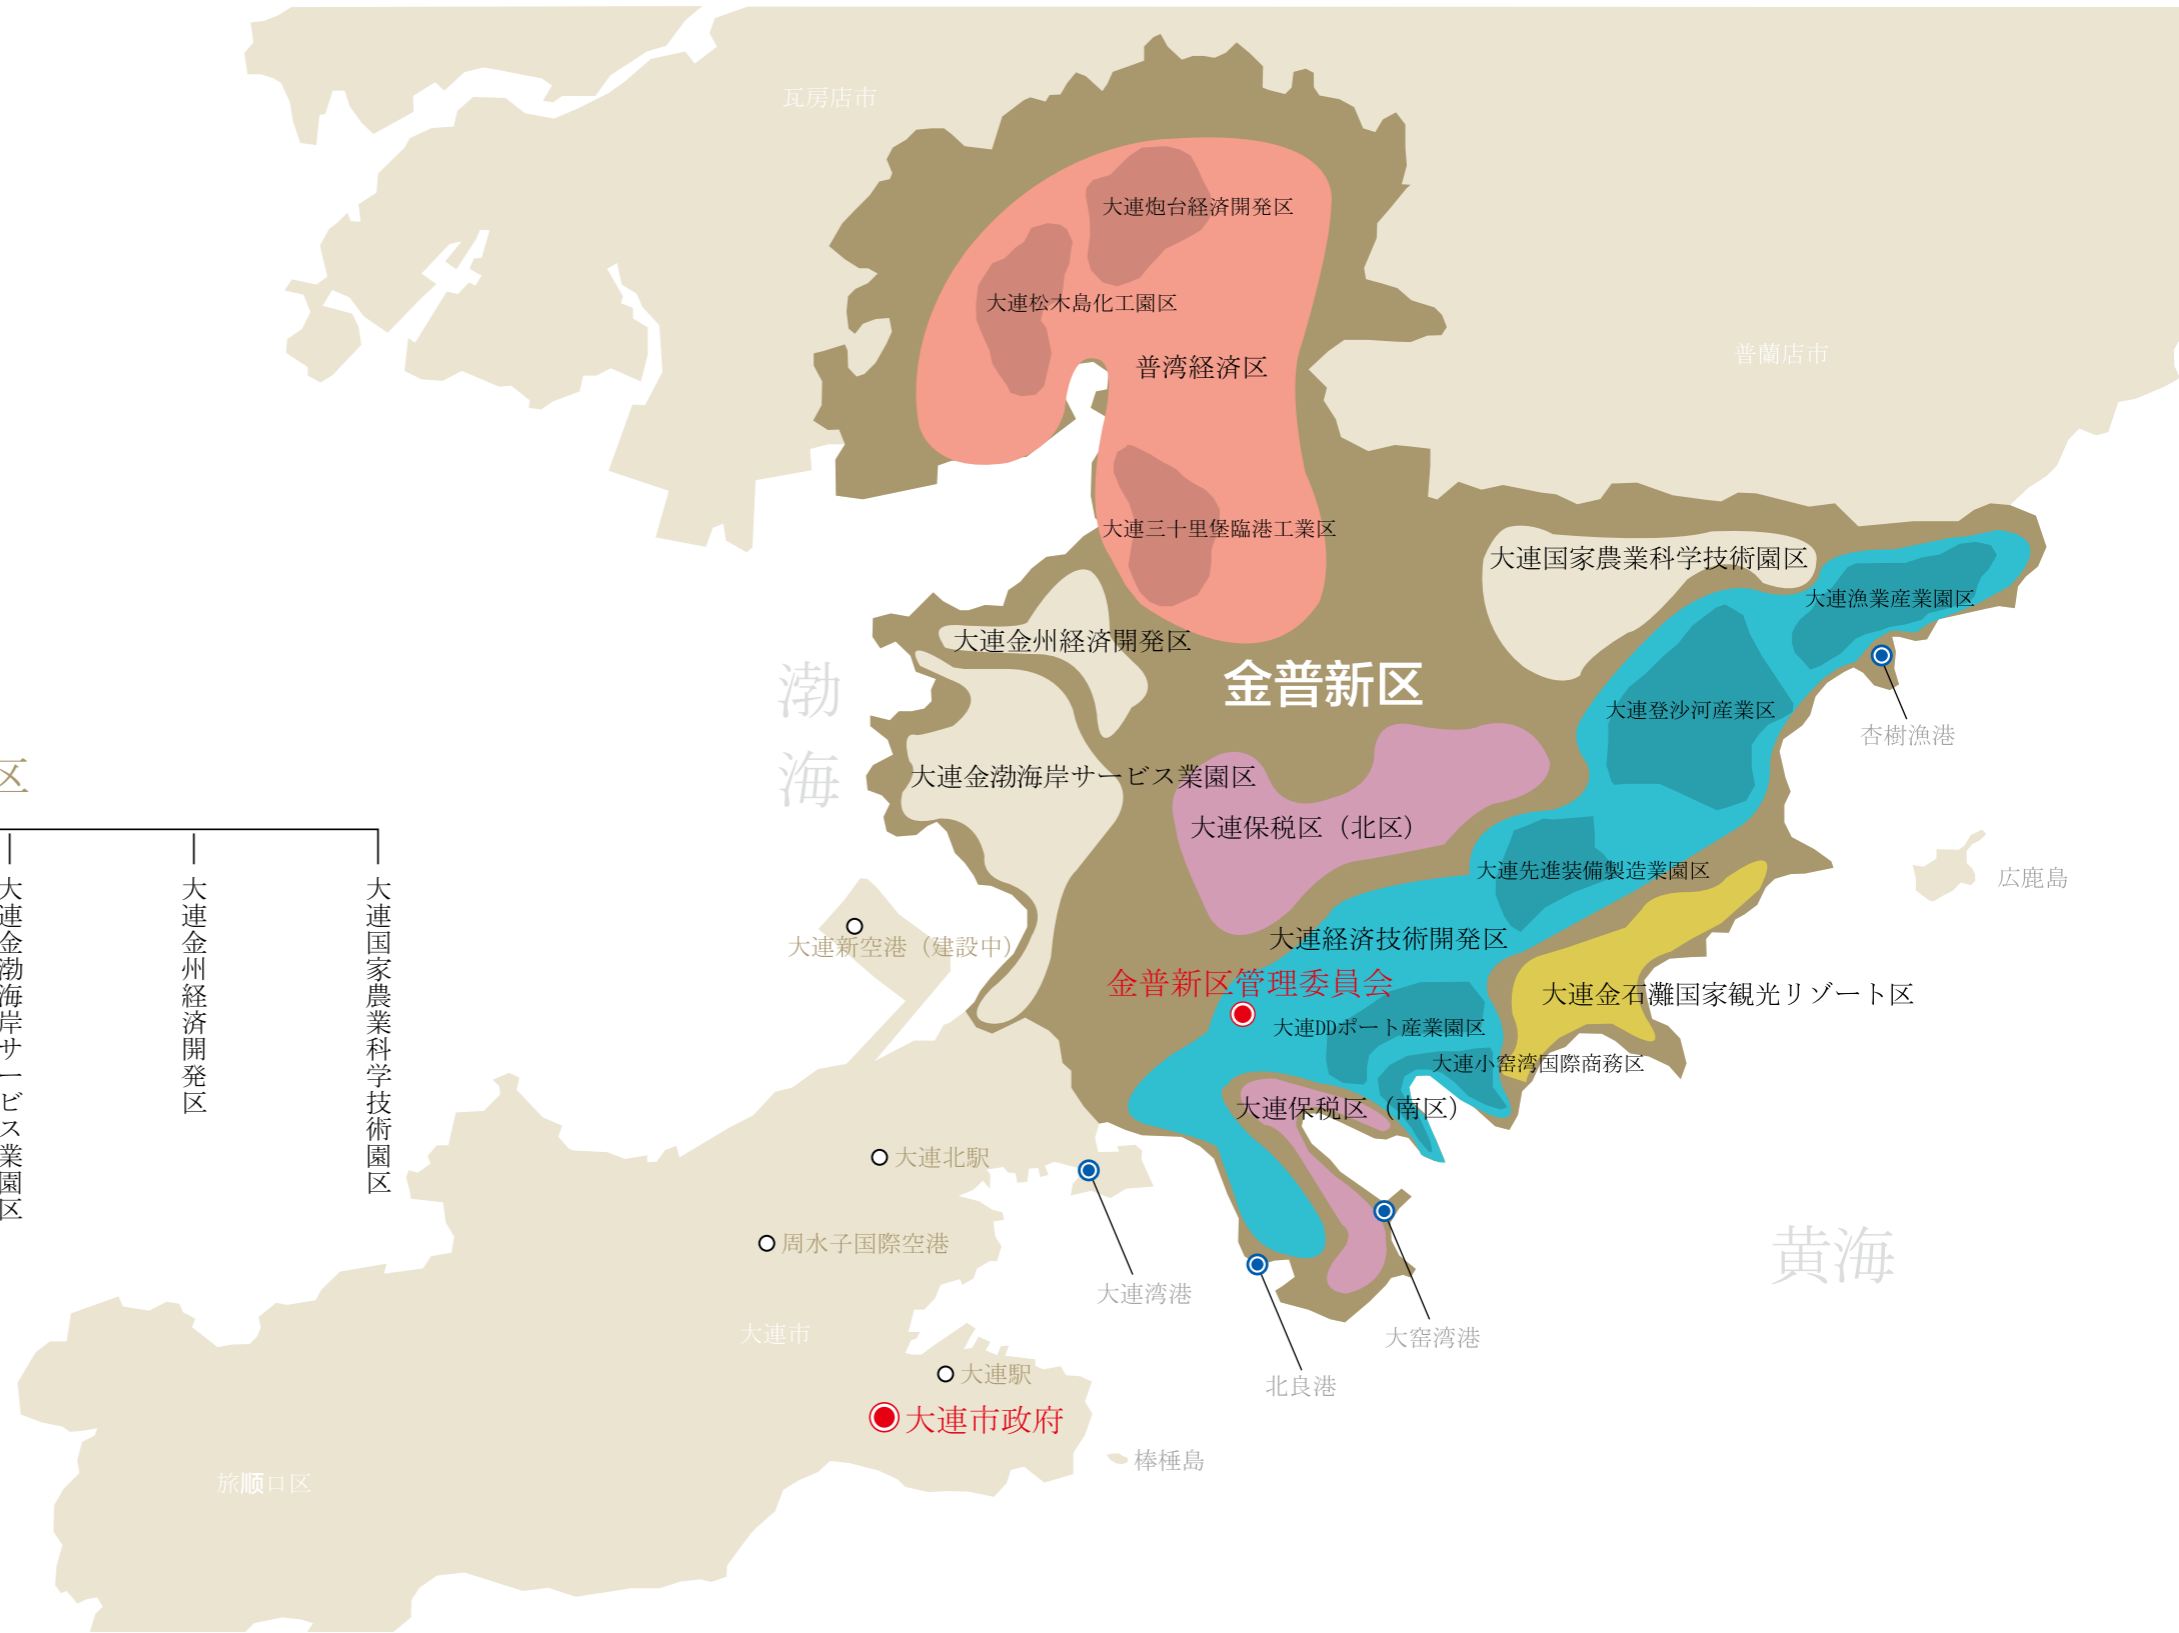 瓦房店市
大連炮台経済開発区
大連松木島化工園区
普湾経済区
普蘭店市
大連三十里堡臨港工業区
大連国家農業科学技術園区
大連漁業産業園区
大連金州経済開発区
金普新区
渤海
大連登沙河産業区
杏樹漁港
区
大連金渤海岸サービス業園区
大連保税区（北区）
大連先進装備製造業園区
広鹿島
大連金渤海岸サービス業園区
大連金州経済開発区
大連国家農業科学技術園区
大連新空港（建設中）
大連経済技術開発区
金普新区管理委員会
大連金石灘国家観光リゾート区
大連DDポート産業園区
大連小窑湾国際商務区
大連保税区（南区）
大連北駅
周水子国際空港
黄海
大連湾港
大連市
大窑湾港
大連駅
北良港
大連市政府
棒棰島
旅顺口区